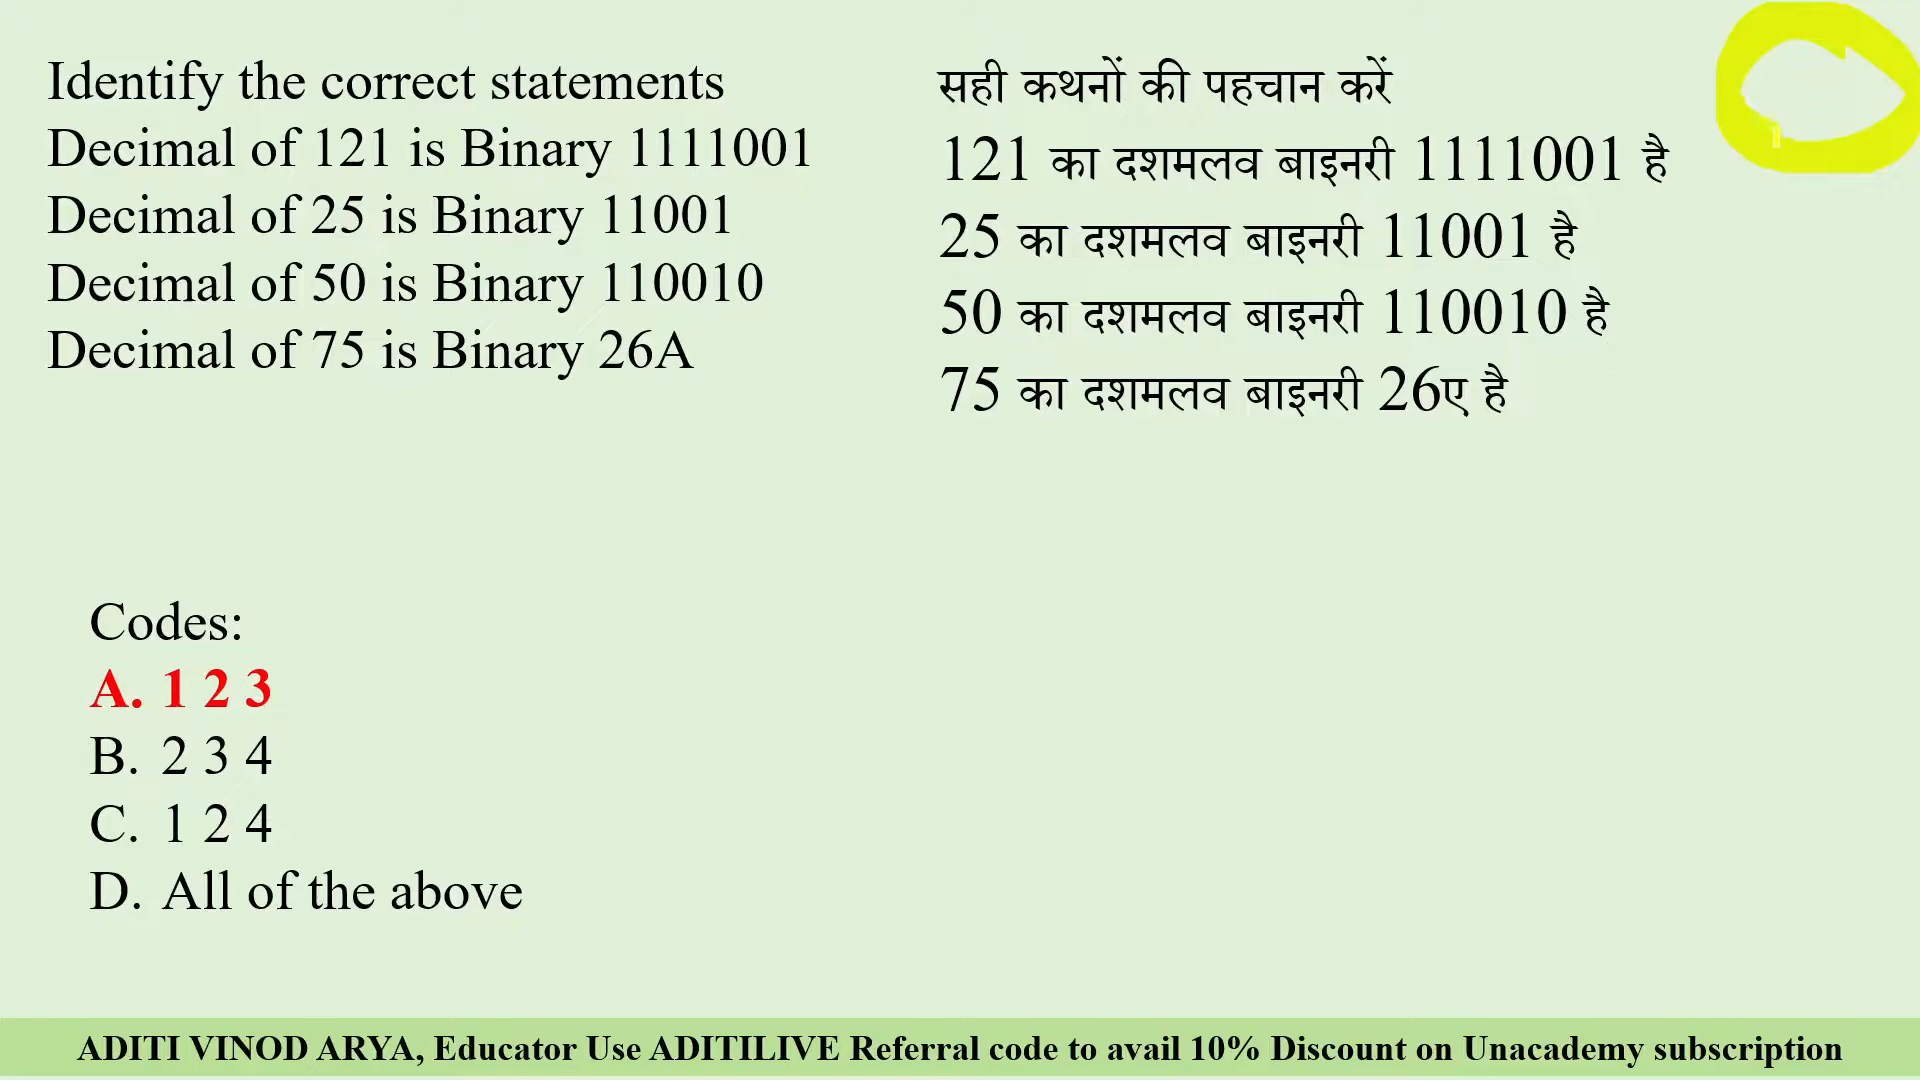 Identify the correct statements
Decimal of 121 is Binary 1111001
Decimal of 25 is Binary 11001
Decimal of 50 is Binary 110010
Decimal of 75 is Binary 26A
सही कथनों की पहचान करें
121 का दशमलव बाइनरी 1111001 है
25 का दशमलव बाइनरी 11001 है
50 का दशमलव बाइनरी 110010 है
75 का दशमलव बाइनरी 26ए है
Codes:
A. 1 2 3
B. 2 3 4
C. 1 2 4
D. All of the above
ADITI VINOD ARYA, Educator Use ADITILIVE Referral code to avail 10% Discount on Unacademy subscription